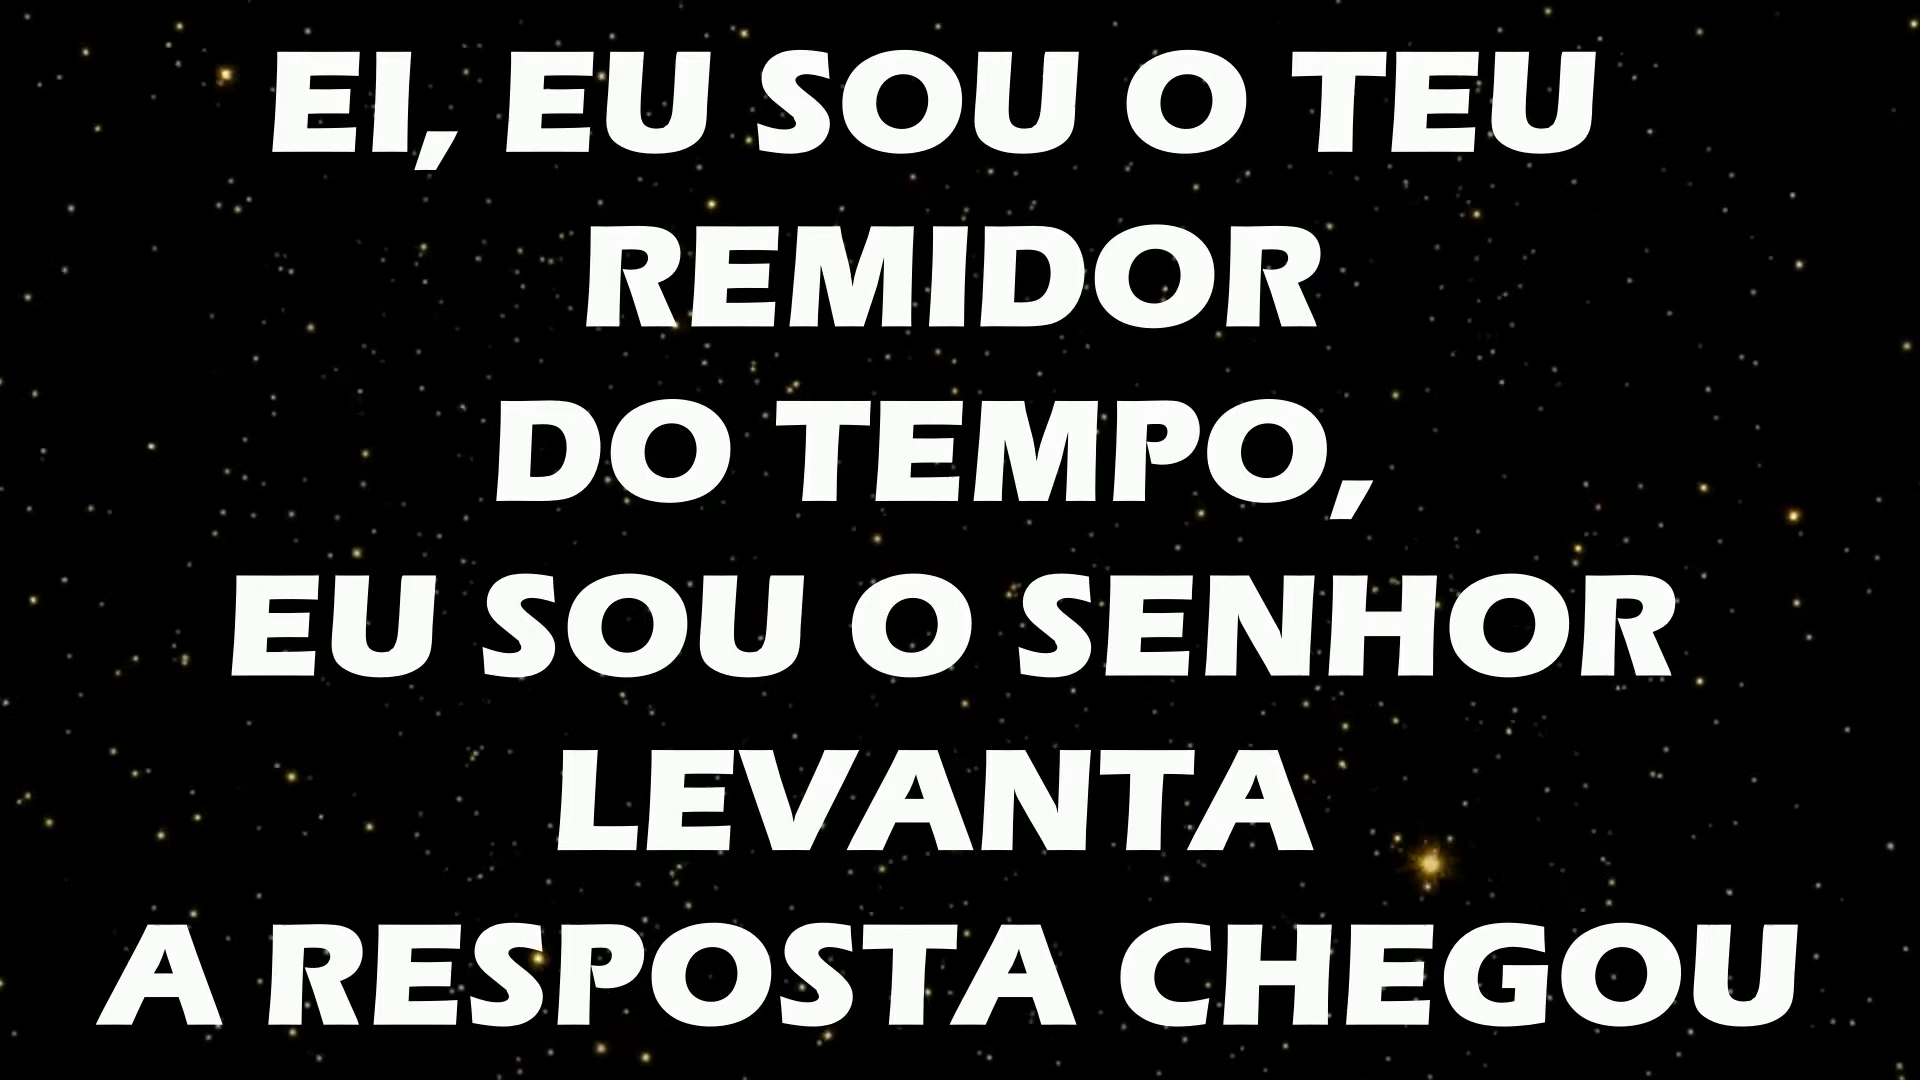 EI, EU SOU O TEU
REMIDOR
DO TEMPO,
EU SOU O SENHOR
LEVANTA
A RESPOSTA CHEGOU